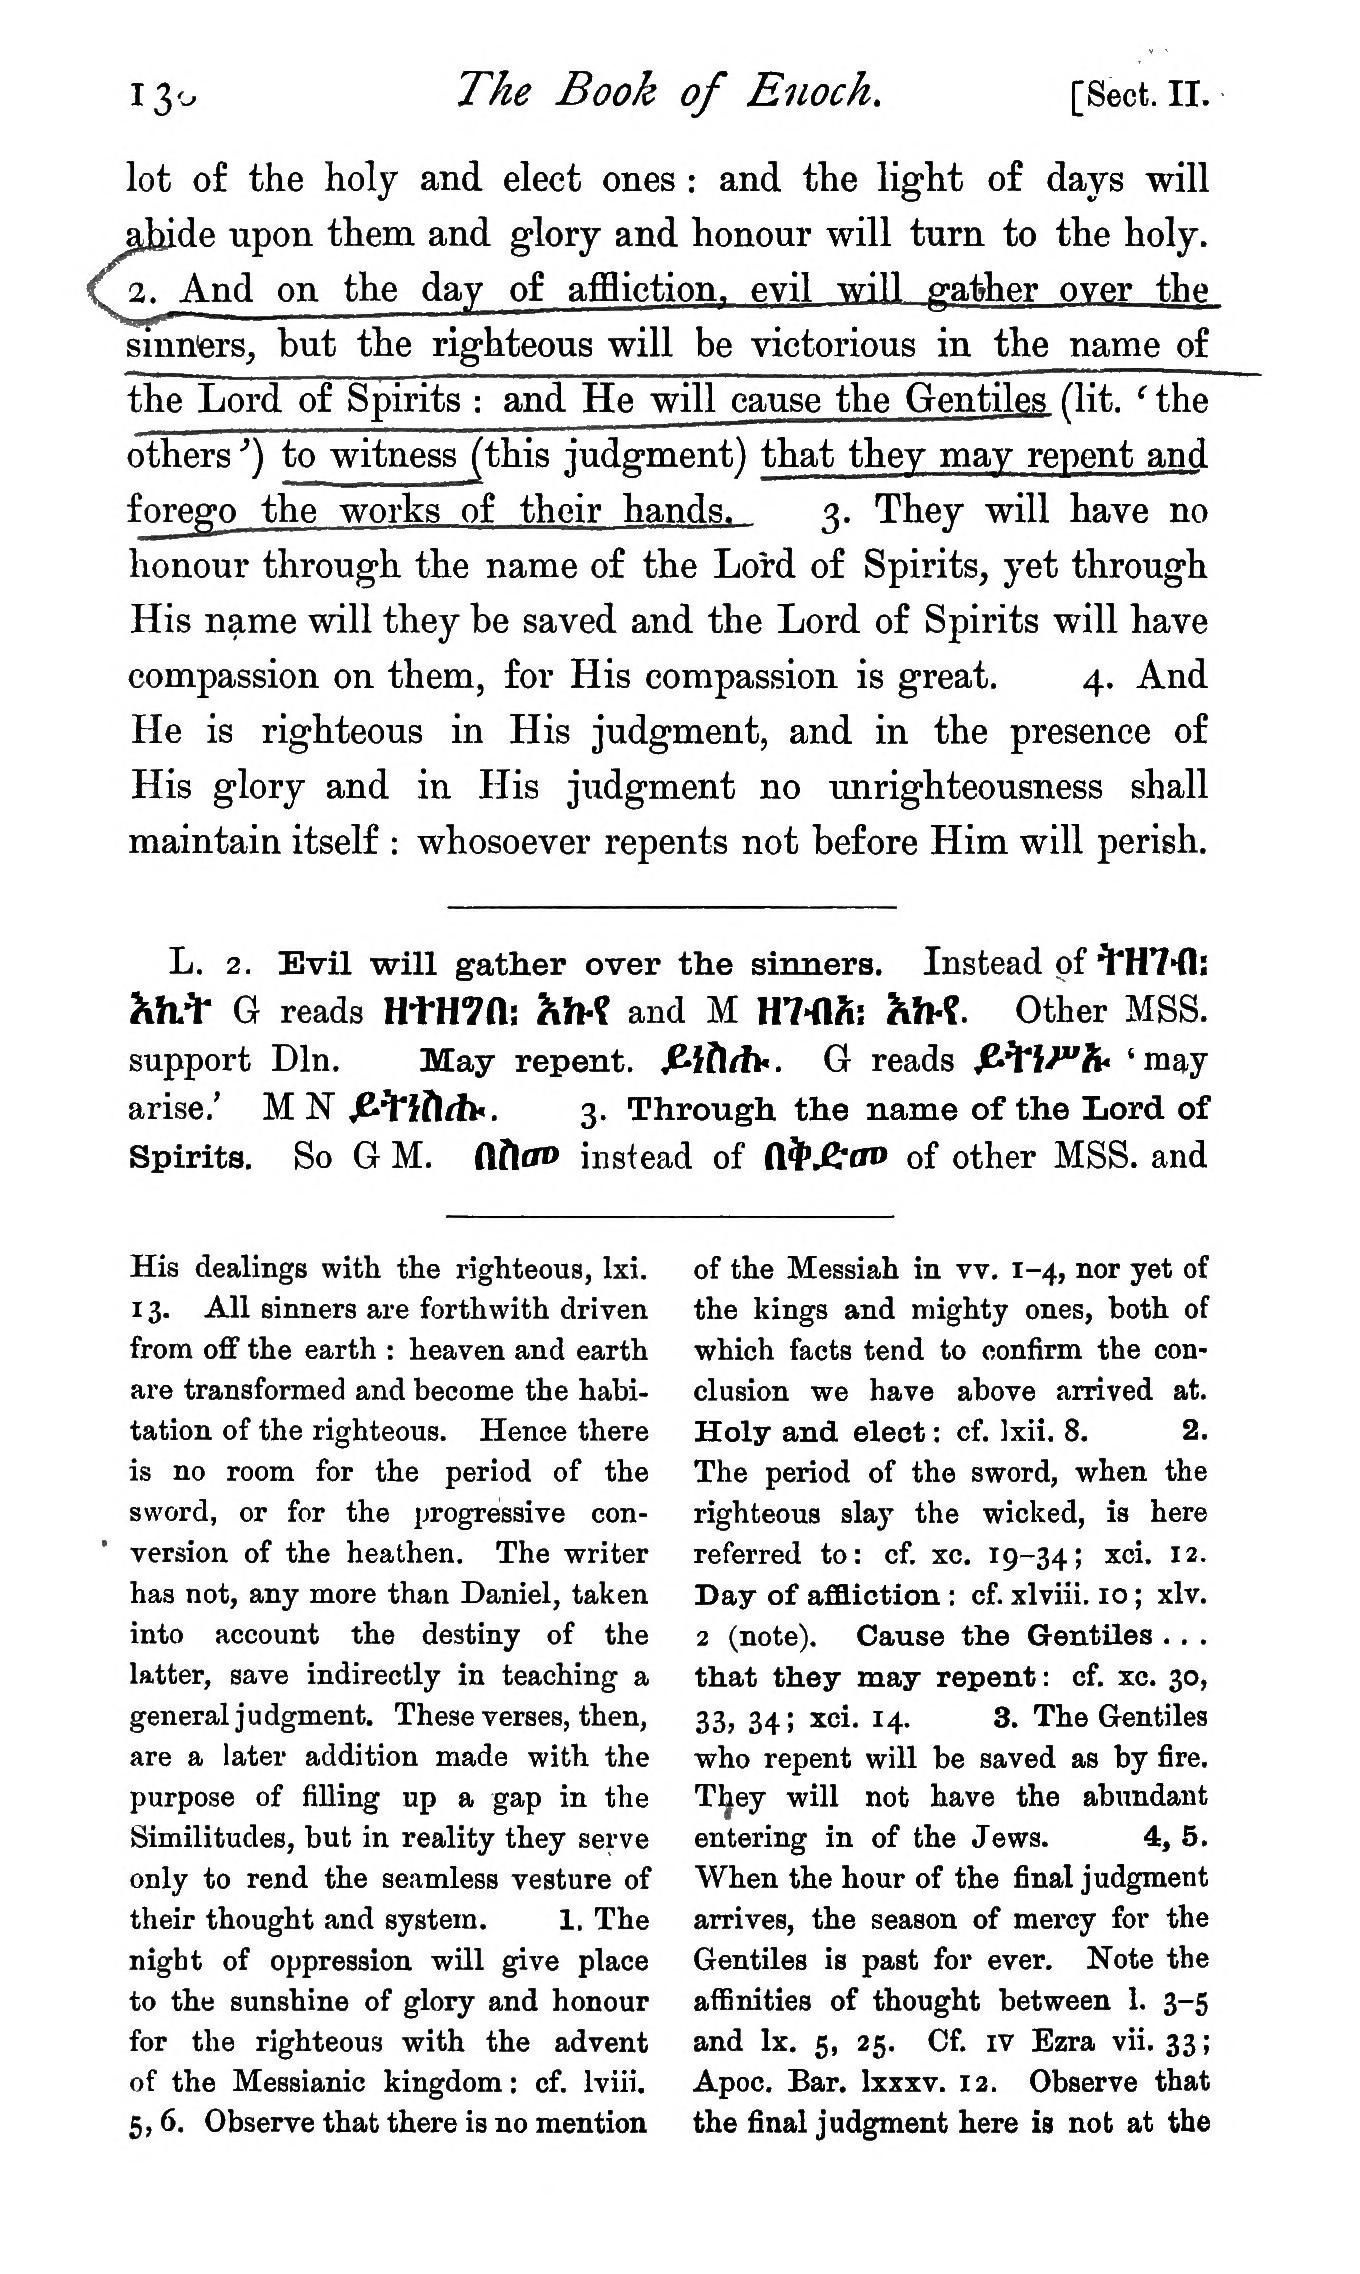 130 The Book of Enoch. [Sect. II.
lot of the holy and elect ones : and the light of days will
abide upon them and glory and honour will turn to the holy.
2. And on the day of affliction, evil will gather over the
sinners, but the righteous will be victorious in the name of
the Lord of Spirits : and He will cause the Gentiles (lit. ‘the
others’) to witness (this judgment) that they may repent and
forego the works of their hands. 3. They will have no
honour through the name of the Lord of Spirits, yet through
His name will they be saved and the Lord of Spirits will have
compassion on them, for His compassion is great. 4. And
He is righteous in His judgment, and in the presence of
His glory and in His judgment no unrighteousness shall
maintain itself : whosoever repents not before Him will perish.
L. 2. Evil will gather over the sinners. Instead of ትዘገብ፡
እኪት G reads ዘተዘግበ፡ እኩየ and M ዘገብአ፡ እኩየ. Other MSS.
support Dln. May repent. ይነስሑ. G reads ይትነሥኡ ‘may
arise.’ M N ይትነስሑ. 3. Through the name of the Lord of
Spirits. So G M. በስመ instead of በቅድመ of other MSS. and
His dealings with the righteous, lxi.
13. All sinners are forthwith driven
from off the earth : heaven and earth
are transformed and become the habi-
tation of the righteous. Hence there
is no room for the period of the
sword, or for the progressive con-
version of the heathen. The writer
has not, any more than Daniel, taken
into account the destiny of the
latter, save indirectly in teaching a
general judgment. These verses, then,
are a later addition made with the
purpose of filling up a gap in the
Similitudes, but in reality they serve
only to rend the seamless vesture of
their thought and system. 1. The
night of oppression will give place
to the sunshine of glory and honour
for the righteous with the advent
of the Messianic kingdom : cf. lviii.
5, 6. Observe that there is no mention
of the Messiah in vv. 1–4, nor yet of
the kings and mighty ones, both of
which facts tend to confirm the con-
clusion we have above arrived at.
Holy and elect : cf. lxii. 8. 2.
The period of the sword, when the
righteous slay the wicked, is here
referred to : cf. xc. 19–34 ; xci. 12.
Day of affliction : cf. xlviii. 10 ; xlv.
2 (note). Cause the Gentiles . . .
that they may repent : cf. xc. 30,
33, 34 ; xci. 14. 3. The Gentiles
who repent will be saved as by fire.
They will not have the abundant
entering in of the Jews. 4, 5.
When the hour of the final judgment
arrives, the season of mercy for the
Gentiles is past for ever. Note the
affinities of thought between l. 3–5
and lx. 5, 25. Cf. IV Ezra vii. 33 ;
Apoc. Bar. lxxxv. 12. Observe that
the final judgment here is not at the